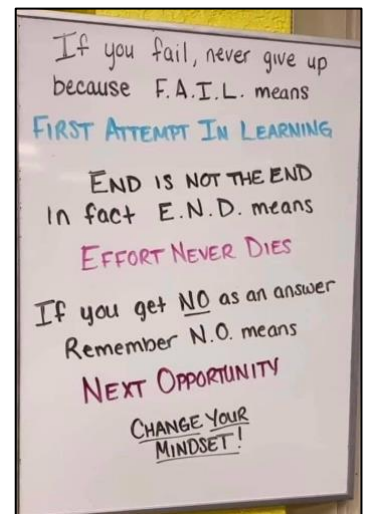 If you fail, never give up
because F.A.I.L. means
FIRST ATTEMPT IN LEARNING
END IS NOT THE END
In fact E.N.D. means
EFFORT NEVER DIES
If you get NO as an answer
Remember N.O. means
NEXT OPPORTUNITY
CHANGE YOUR
MINDSET!